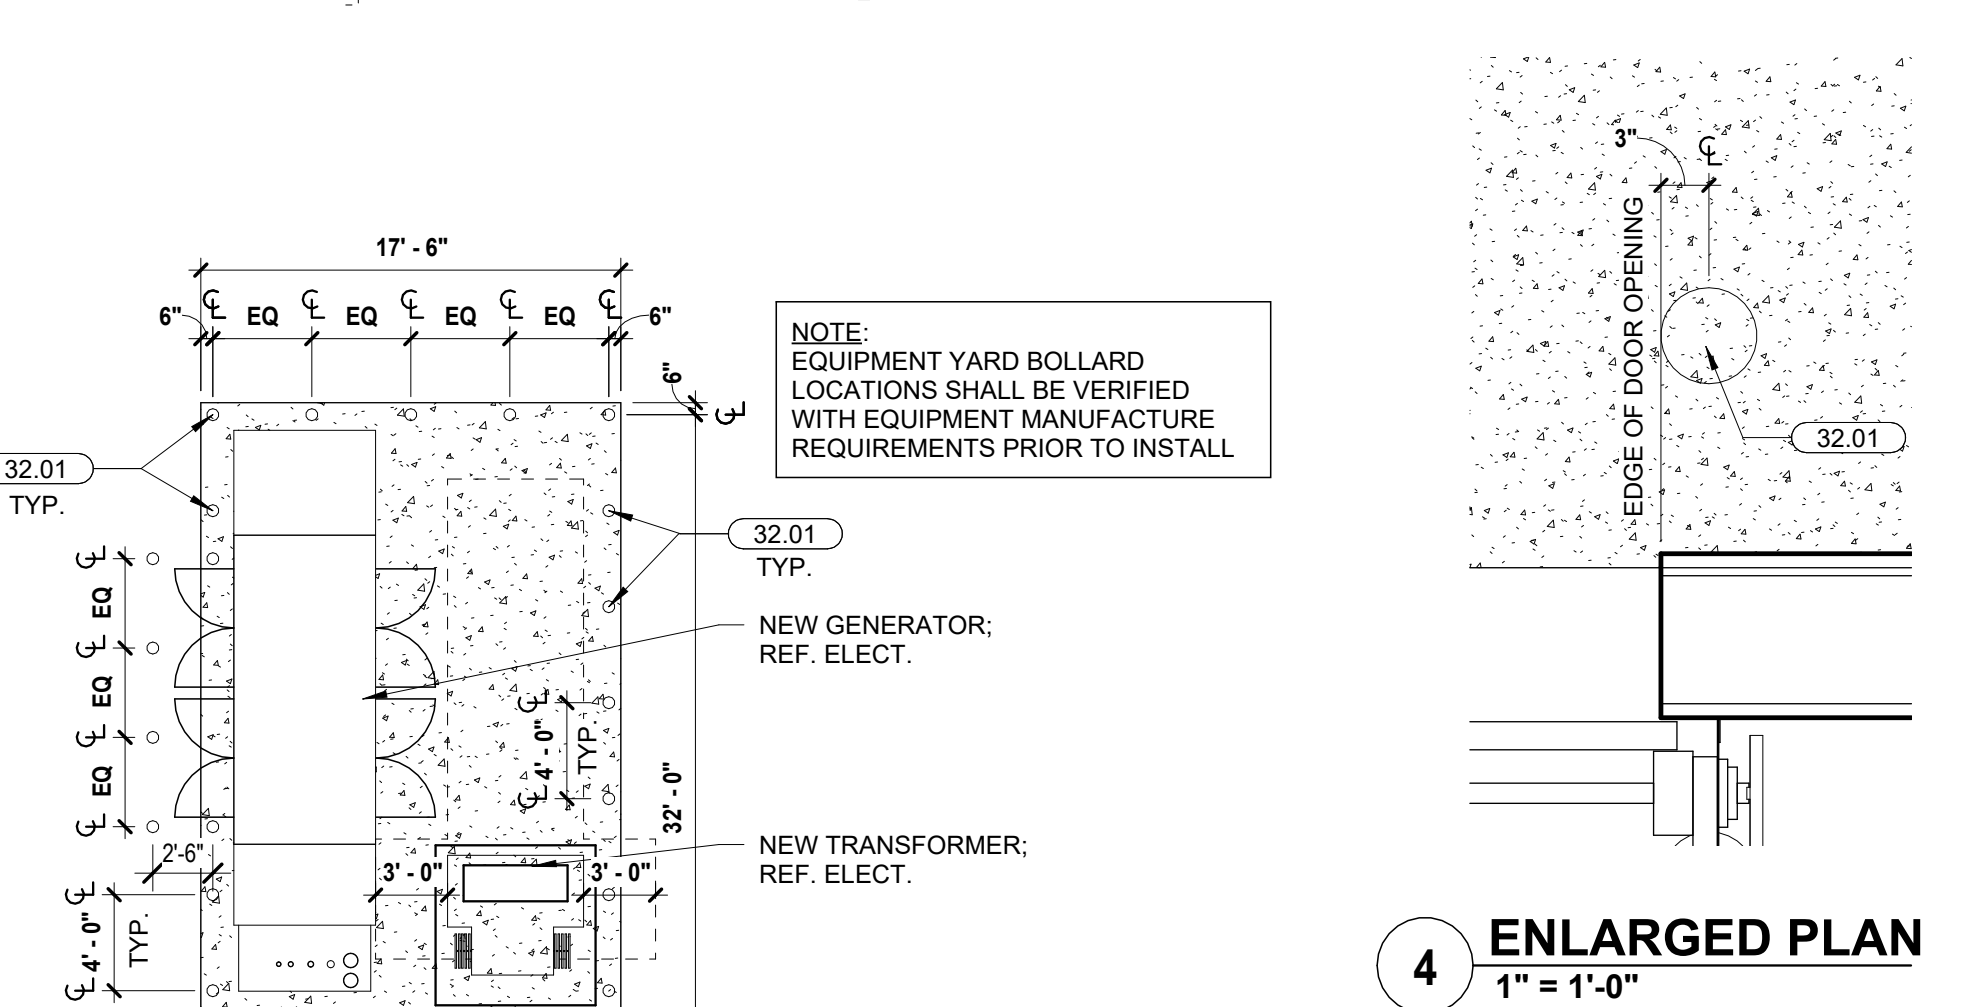 17' - 6"
6" EQ EQ EQ EQ 6"
6"
32.01
TYP.
NOTE:
EQUIPMENT YARD BOLLARD
LOCATIONS SHALL BE VERIFIED
WITH EQUIPMENT MANUFACTURE
REQUIREMENTS PRIOR TO INSTALL
32.01
TYP.
EQ
EQ
EQ
NEW GENERATOR;
REF. ELECT.
4' - 0"
TYP.
32' - 0"
NEW TRANSFORMER;
REF. ELECT.
2'-6"
3' - 0"
3' - 0"
4' - 0"
TYP.
3"
EDGE OF DOOR OPENING
32.01
4
ENLARGED PLAN
1" = 1'-0"